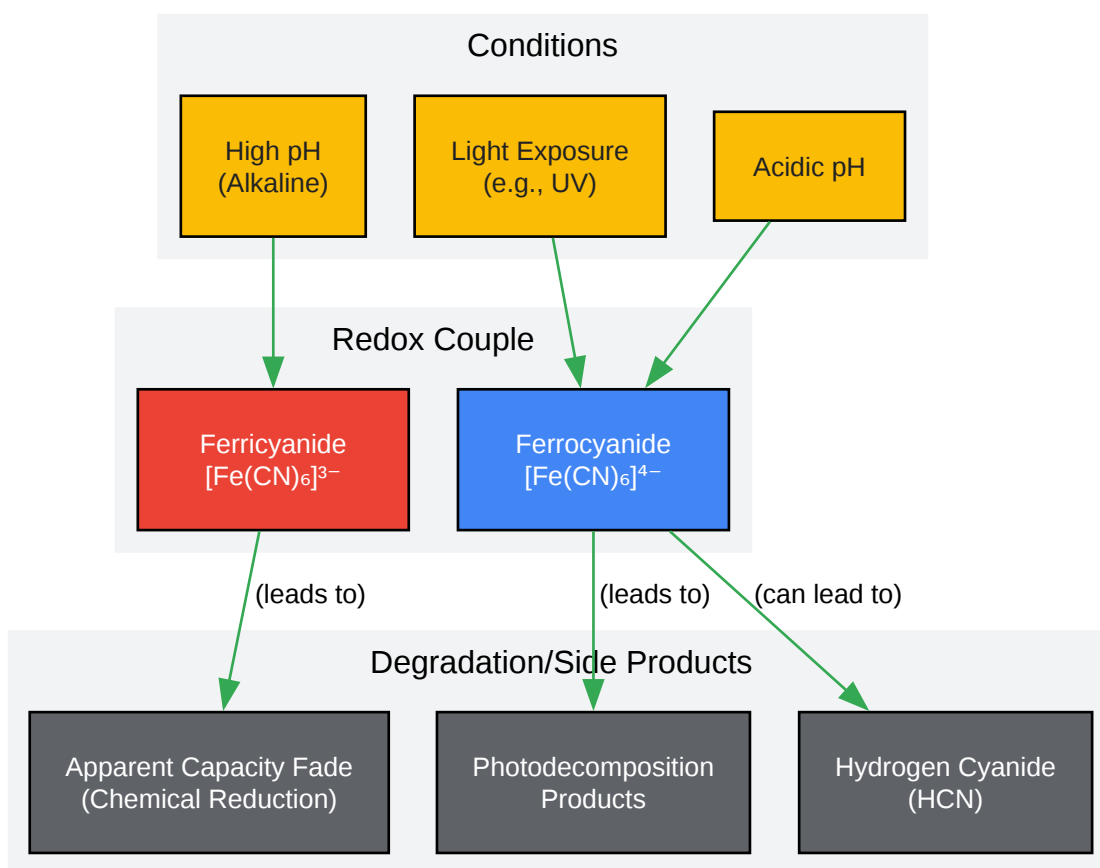 Conditions
High pH
(Alkaline)
Light Exposure
(e.g., UV)
Acidic pH
Redox Couple
Ferricyanide
[Fe(CN)₆]³⁻
Ferrocyanide
[Fe(CN)₆]⁴⁻
(leads to)
(leads to)
(can lead to)
Degradation/Side Products
Apparent Capacity Fade
(Chemical Reduction)
Photodecomposition
Products
Hydrogen Cyanide
(HCN)